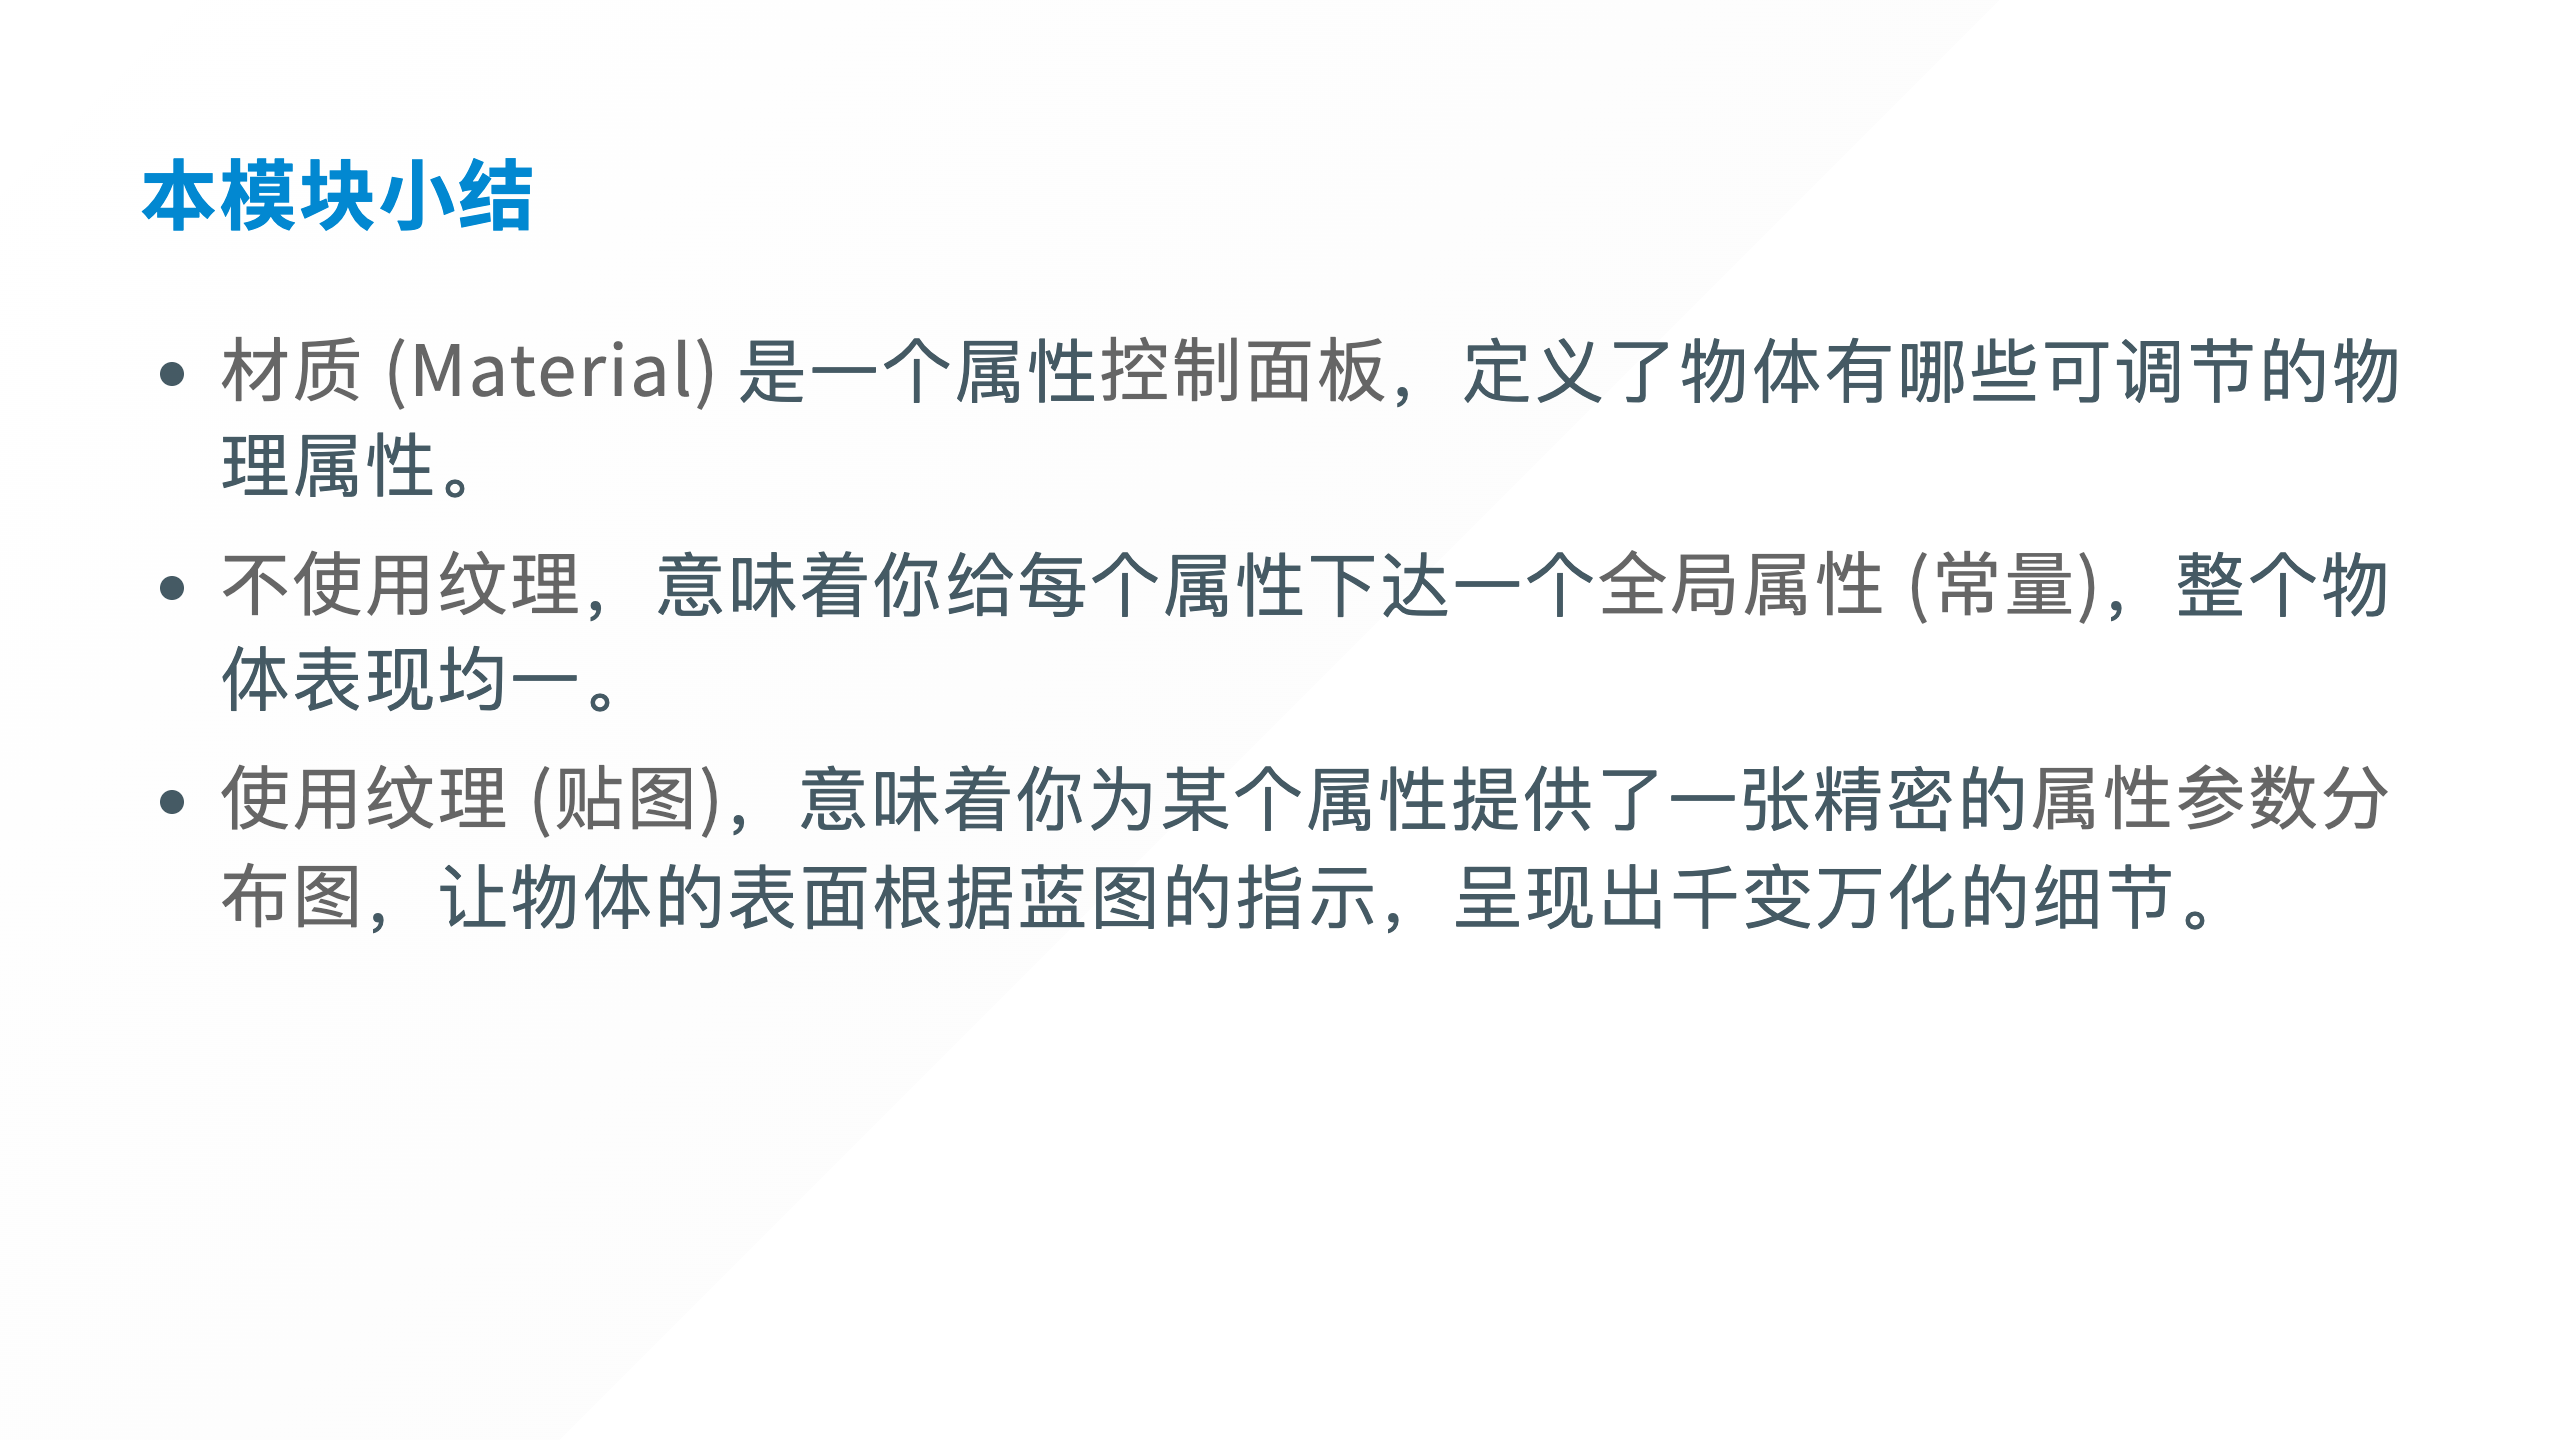 本模块小结
• 材质 (Material) 是一个属性控制面板，定义了物体有哪些可调节的物
理属性。
• 不使用纹理，意味着你给每个属性下达一个全局属性 (常量)，整个物
体表现均一。
• 使用纹理 (贴图)，意味着你为某个属性提供了一张精密的属性参数分
布图，让物体的表面根据蓝图的指示，呈现出千变万化的细节。